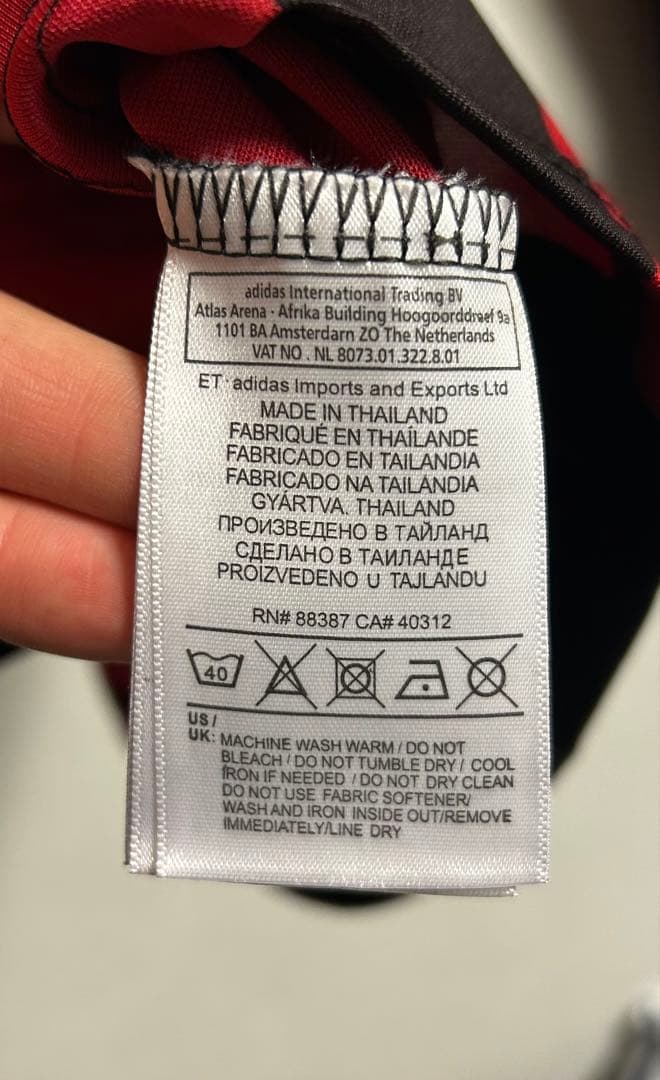 adidas International Trading BV
Atlas Arena - Afrika Building Hoogoorddreef 9a
1101 BA Amsterdarn ZO The Netherlands
VAT NO . NL 8073.01.322.8.01
ET: adidas Imports and Exports Ltd
MADE IN THAILAND
FABRIQUÉ EN THAÏLANDE
FABRICADO EN TAILANDIA
FABRICADO NA TAILÂNDIA
GYÁRTVA. THAILAND
ПРОИЗВЕДЕНО В ТАЙЛАНД
СДЕЛАНО В ТАИЛАНДЕ
PROIZVEDENO U TAJLANDU
RN# 88387 CA# 40312
40
US /
UK: MACHINE WASH WARM / DO NOT
BLEACH / DO NOT TUMBLE DRY / COOL
IRON IF NEEDED / DO NOT DRY CLEAN
DO NOT USE FABRIC SOFTENER/
WASH AND IRON INSIDE OUT/REMOVE
IMMEDIATELY/LINE DRY